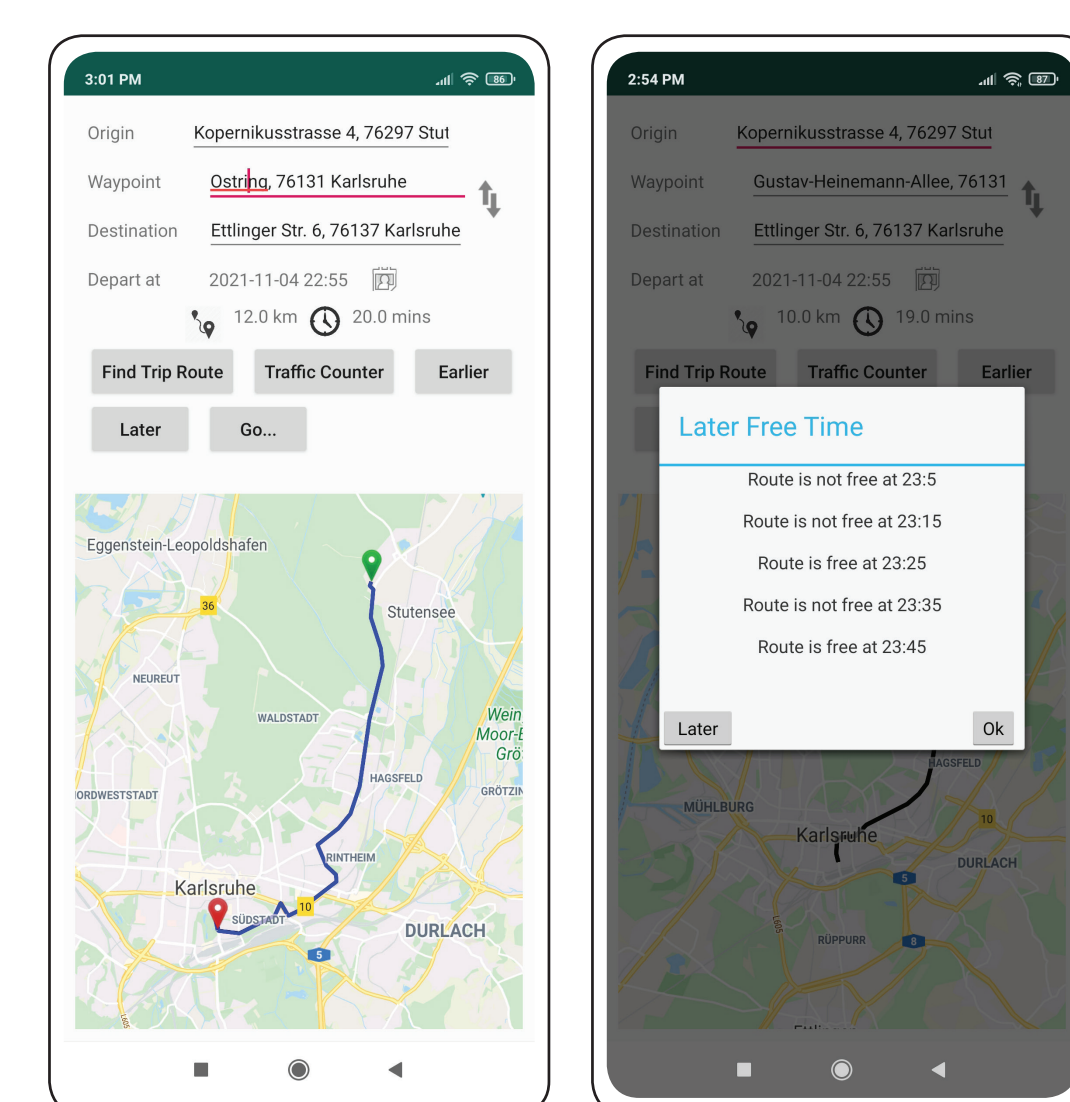 3:01 PM
86
Origin Kopernikusstrasse 4, 76297 Stut
Waypoint Ostring, 76131 Karlsruhe
Destination Ettlinger Str. 6, 76137 Karlsruhe
Depart at 2021-11-04 22:55
12.0 km 20.0 mins
Find Trip Route Traffic Counter Earlier
Later Go...
Eggenstein-Leopoldshafen
36
Stutensee
NEUREUT
WALDSTADT
Wein
Moor-E
Grö
HAGSFELD
GRÖTZIN
ORDWESTSTADT
RINTHEIM
Karlsruhe
10
SÜDSTADT
DURLACH
5
L605
2:54 PM
87
Origin Kopernikusstrasse 4, 76297 Stut
Waypoint Gustav-Heinemann-Allee, 76131
Destination Ettlinger Str. 6, 76137 Karlsruhe
Depart at 2021-11-04 22:55
10.0 km 19.0 mins
Find Trip Route Traffic Counter Earlier
Later Free Time
Route is not free at 23:5
Route is not free at 23:15
Route is free at 23:25
Route is not free at 23:35
Route is free at 23:45
Later Ok
HAGSFELD
MÜHLBURG
10
Karlsruhe
DURLACH
5
L605
RÜPPURR
8